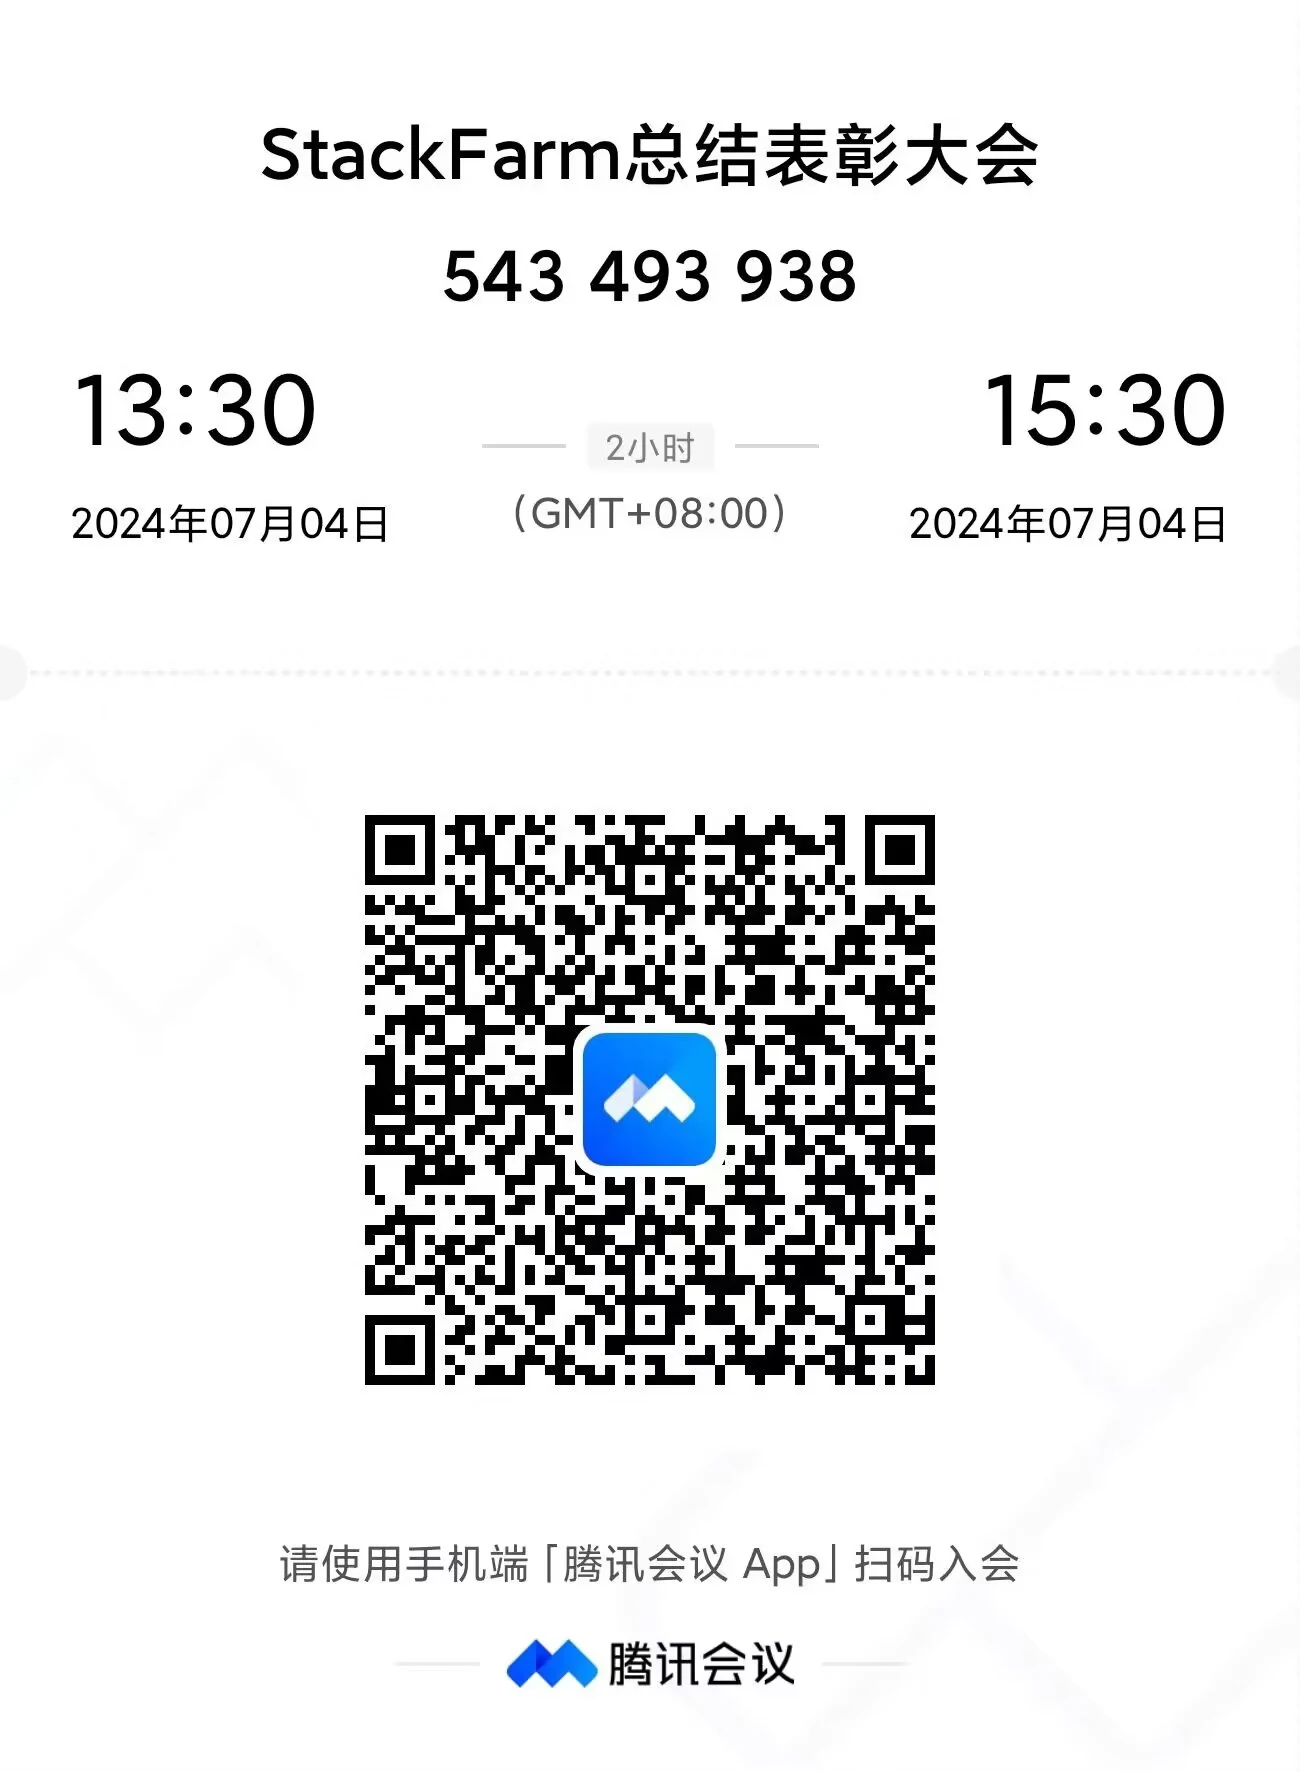 StackFarm总结表彰大会
543 493 938
13:30
2小时
15:30
2024年07月04日
(GMT+08:00)
2024年07月04日
请使用手机端「腾讯会议 App」扫码入会
腾讯会议